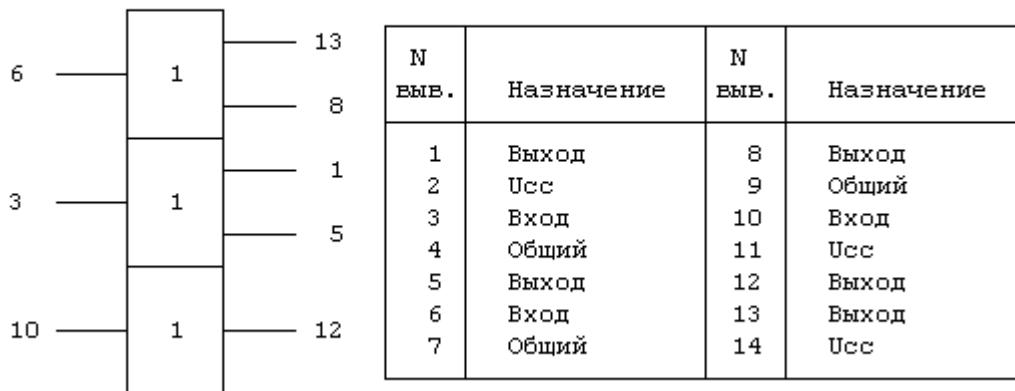 6 1 13
8
3 1 1
5
10 1 12
N выв. Назначение N выв. Назначение
1 Выход 8 Выход
2 Ucc 9 Общий
3 Вход 10 Вход
4 Общий 11 Ucc
5 Выход 12 Выход
6 Вход 13 Выход
7 Общий 14 Ucc